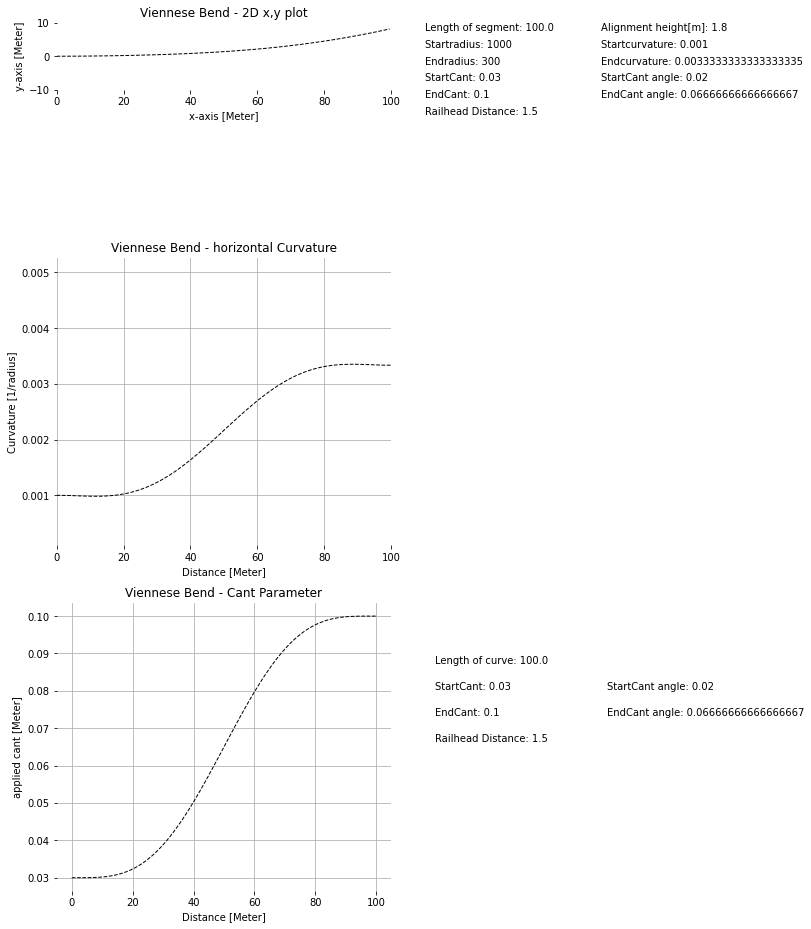 Viennese Bend - 2D x,y plot
y-axis [Meter]
10
0
−10
0 20 40 60 80 100
x-axis [Meter]
Length of segment: 100.0
Startradius: 1000
Endradius: 300
StartCant: 0.03
EndCant: 0.1
Railhead Distance: 1.5
Alignment height[m]: 1.8
Startcurvature: 0.001
Endcurvature: 0.0033333333333333335
StartCant angle: 0.02
EndCant angle: 0.06666666666666667
Viennese Bend - horizontal Curvature
Curvature [1/radius]
0.005
0.004
0.003
0.002
0.001
0 20 40 60 80 100
Distance [Meter]
Viennese Bend - Cant Parameter
applied cant [Meter]
0.10
0.09
0.08
0.07
0.06
0.05
0.04
0.03
0 20 40 60 80 100
Distance [Meter]
Length of curve: 100.0
StartCant: 0.03
EndCant: 0.1
Railhead Distance: 1.5
StartCant angle: 0.02
EndCant angle: 0.06666666666666667